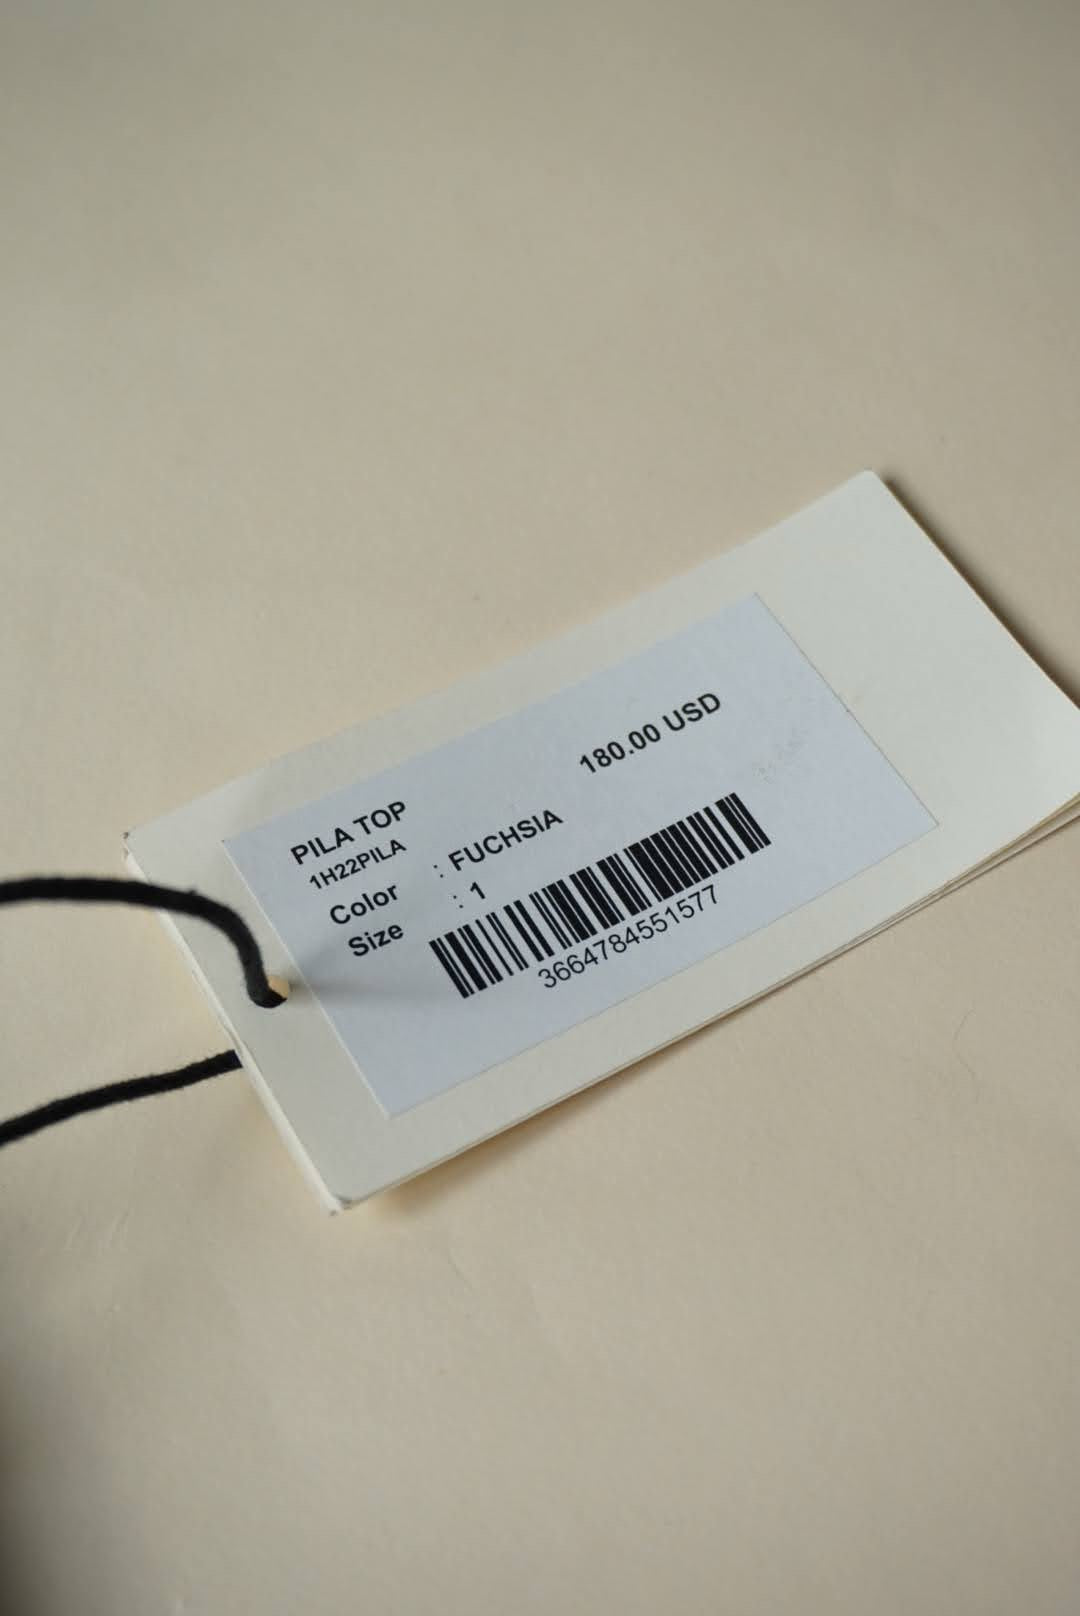 180.00 USD
PILA TOP
1H22PILA
Color : FUCHSIA
Size : 1
3664784551577